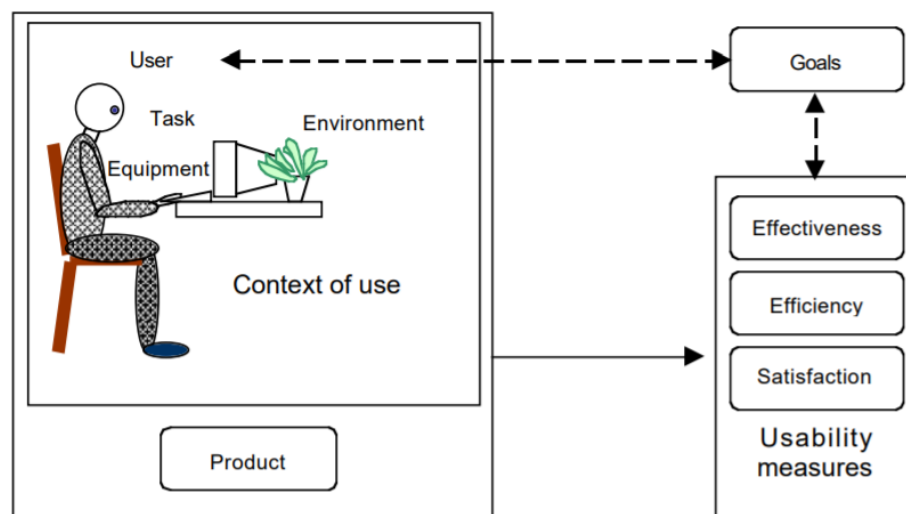 User
Goals
Task
Environment
Equipment
Effectiveness
Context of use
Efficiency
Satisfaction
Product
Usability
measures